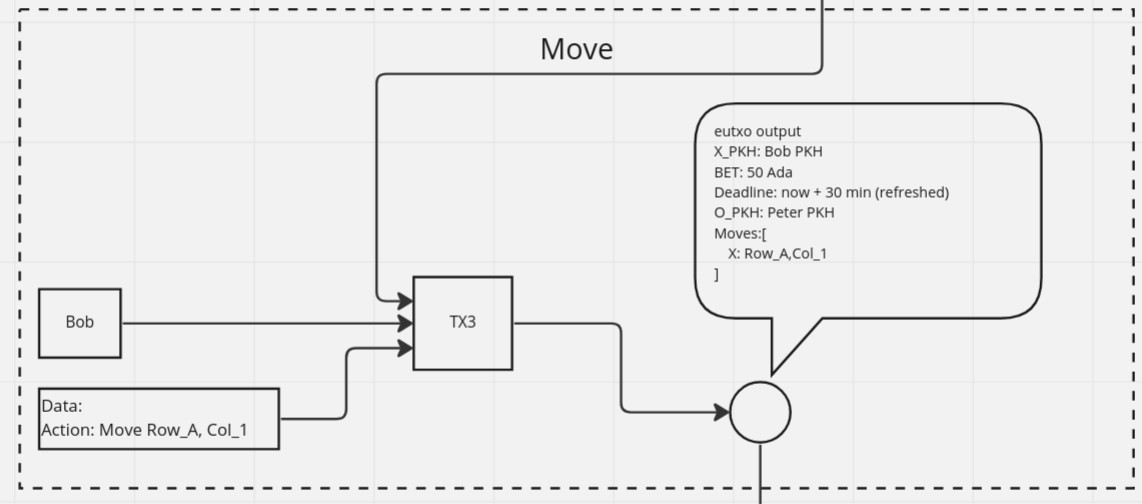 Move
eutxo output
X_PKH: Bob PKH
BET: 50 Ada
Deadline: now + 30 min (refreshed)
O_PKH: Peter PKH
Moves:[
X: Row_A,Col_1
]
Bob
TX3
Data:
Action: Move Row_A, Col_1